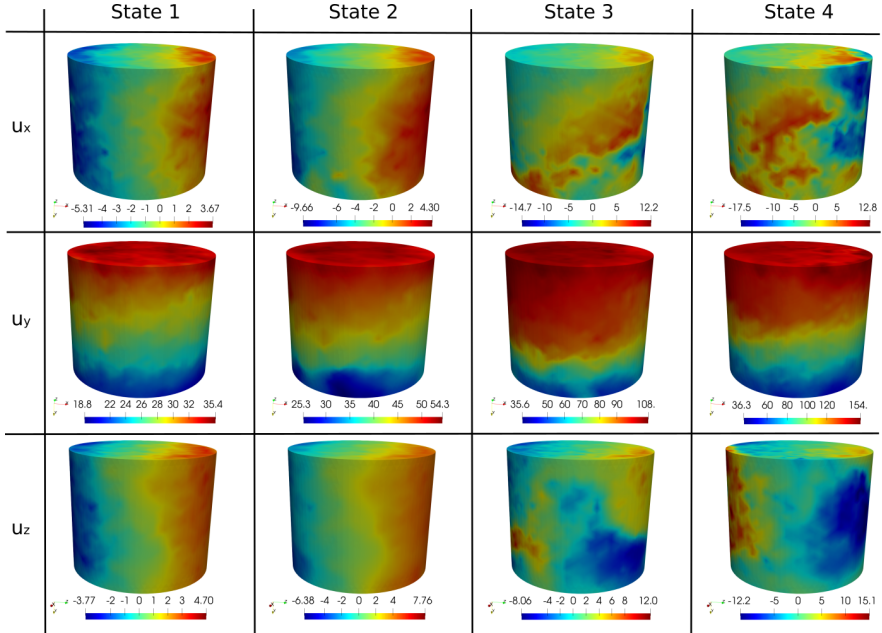 State 1 State 2 State 3 State 4
ux
-5.31 -4 -3 -2 -1 0 1 2 3.67
-9.66 -6 -4 -2 0 2 4.30
-14.7 -10 -5 0 5 12.2
-17.5 -10 -5 0 5 12.8
uy
18.8 22 24 26 28 30 32 35.4
25.3 30 35 40 45 50 54.3
35.6 50 60 70 80 90 108.
36.3 60 80 100 120 154.
uz
-3.77 -2 -1 0 1 2 3 4.70
-6.38 -4 -2 0 2 4 7.76
-8.06 -4 -2 0 2 4 6 12.0
-12.2 -5 0 5 10 15.1